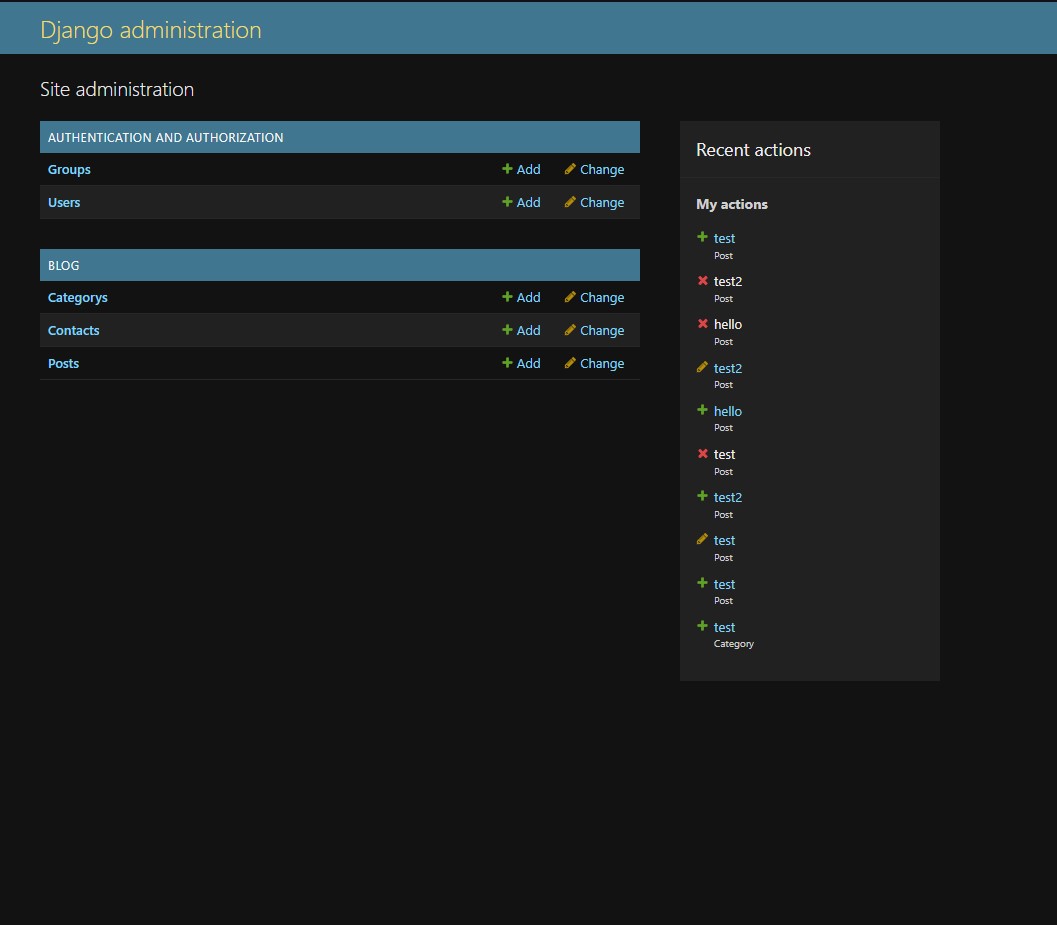 Django administration
Site administration
AUTHENTICATION AND AUTHORIZATION
Groups Add Change
Users Add Change
BLOG
Categorys Add Change
Contacts Add Change
Posts Add Change
Recent actions
My actions
test
Post
test2
Post
hello
Post
test2
Post
hello
Post
test
Post
test2
Post
test
Post
test
Post
test
Category